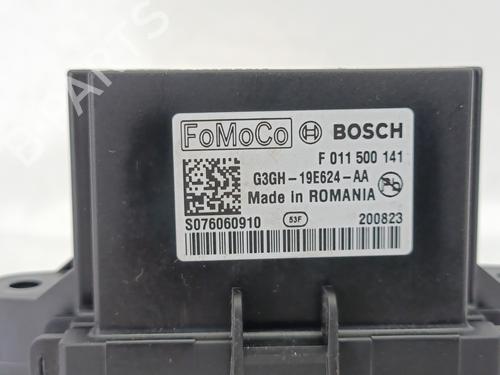 FoMoCo BOSCH
F 011 500 141
G3GH-19E624-AA
Made in ROMANIA
S076060910 53F 200823